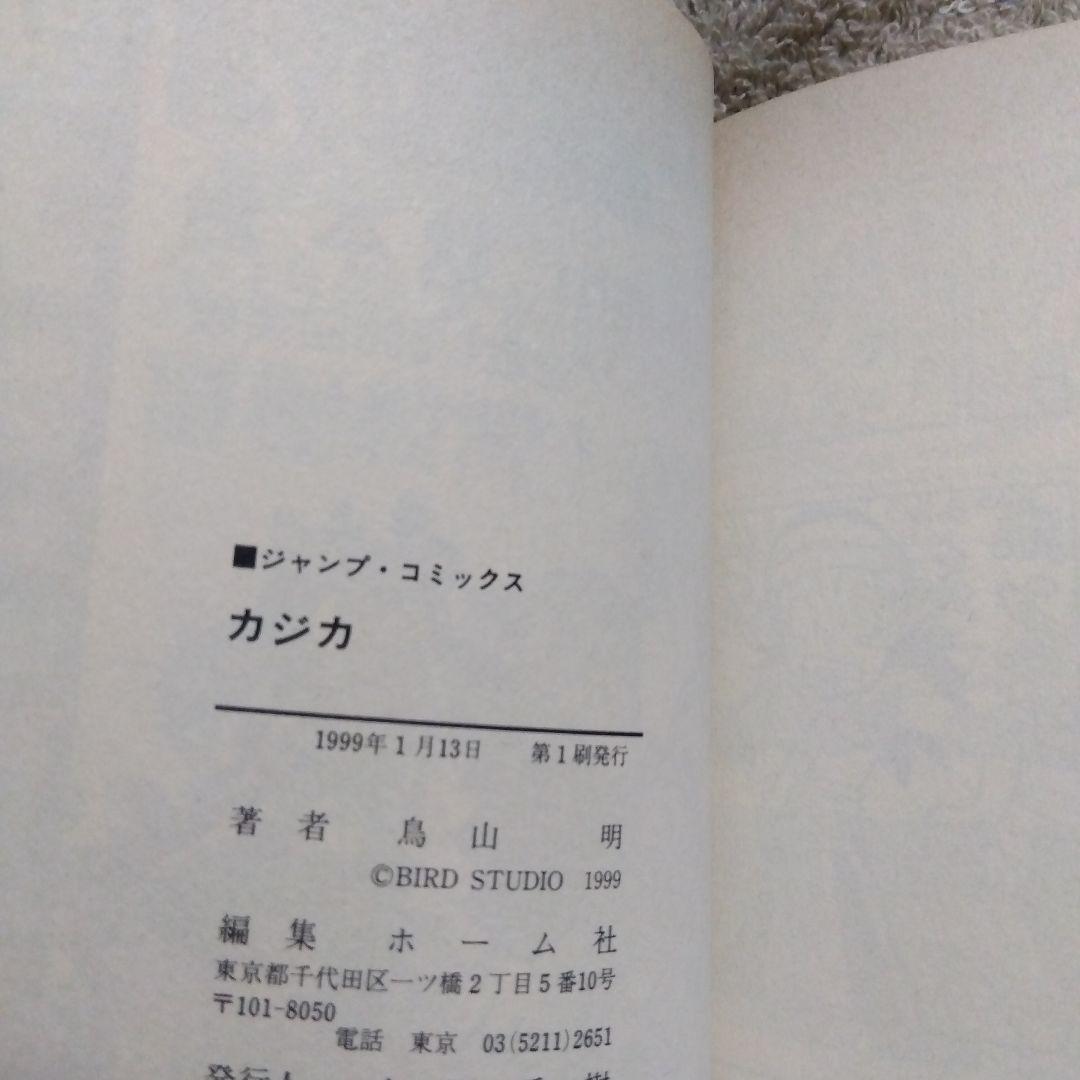 ■ジャンプ・コミックス
カジカ
1999年1月13日　第1刷発行
著者　鳥山　明
©BIRD STUDIO 1999
編集　ホーム社
東京都千代田区一ツ橋2丁目5番10号
〒101-8050
電話　東京　03(5211)2651
発行人